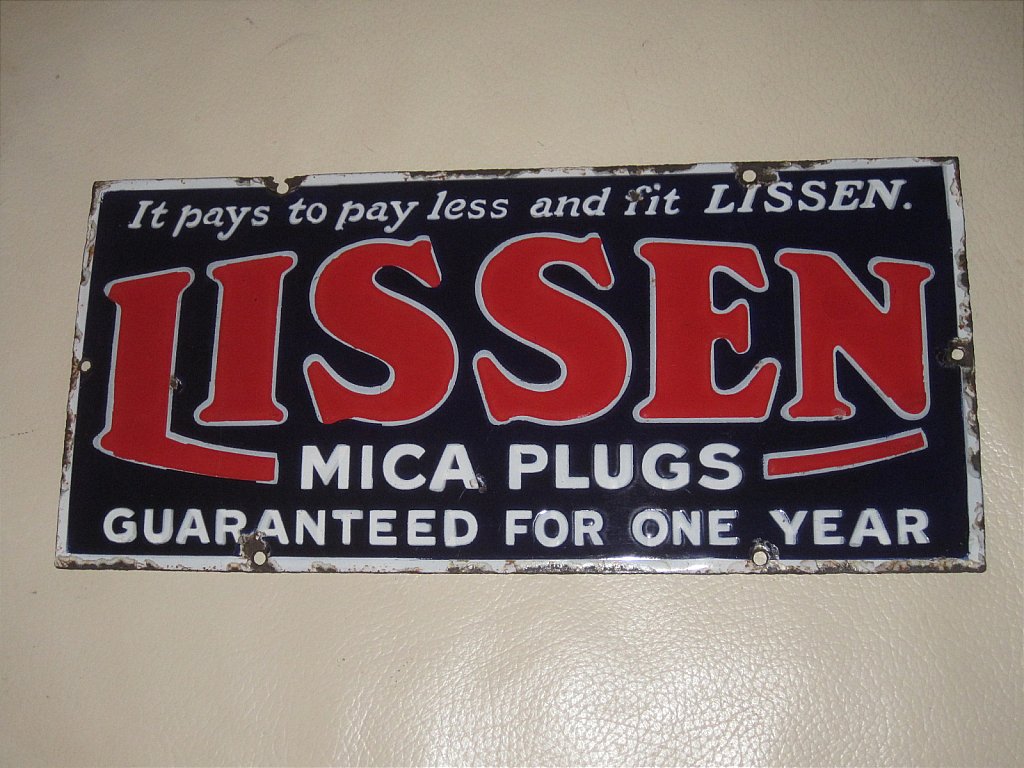 It pays to pay less and fit LISSEN.
LISSEN
MICA PLUGS
GUARANTEED FOR ONE YEAR